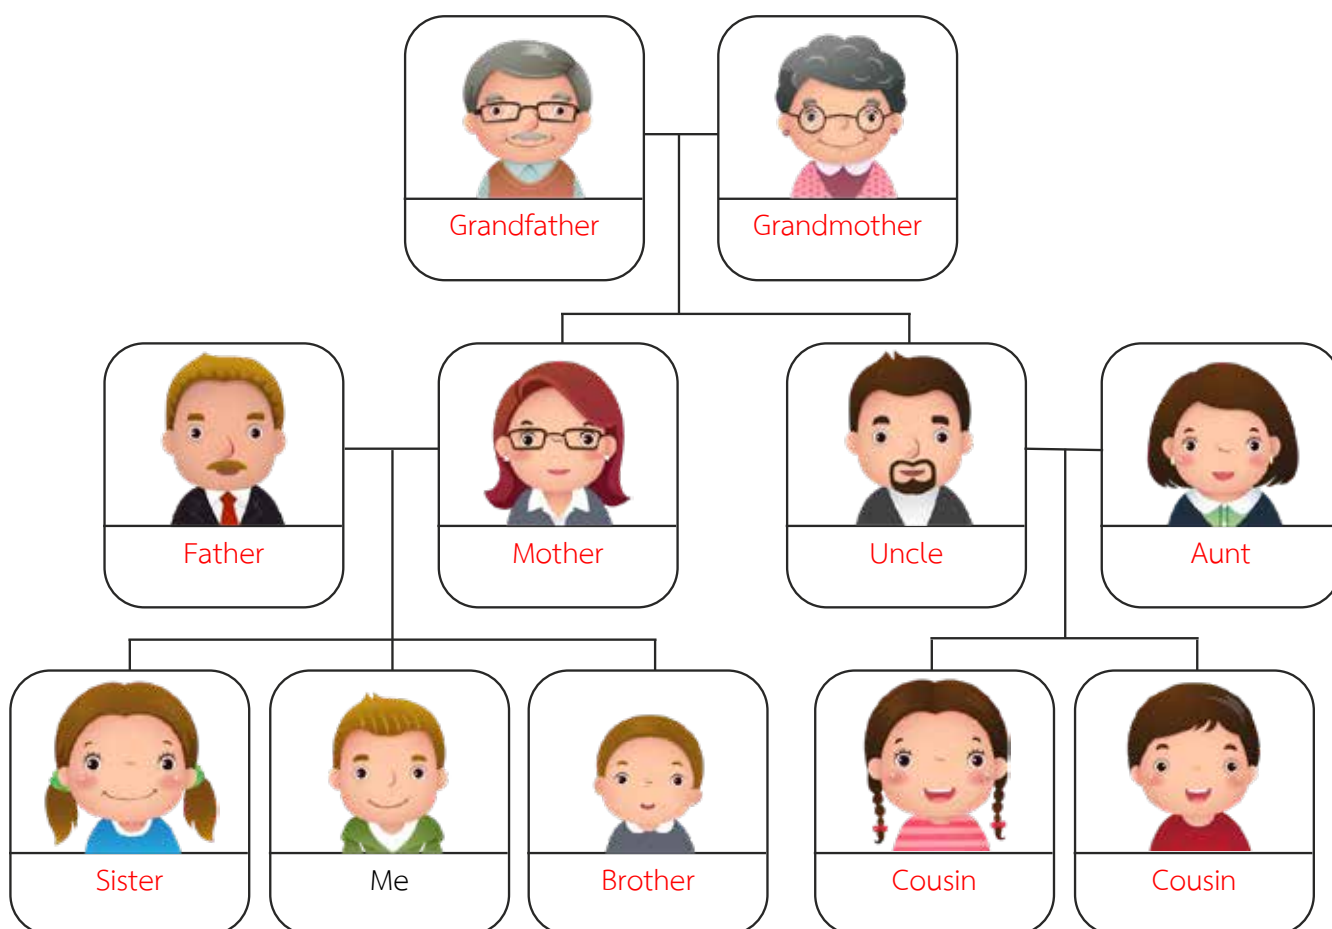 Grandfather
Grandmother
Father
Mother
Uncle
Aunt
Sister
Me
Brother
Cousin
Cousin